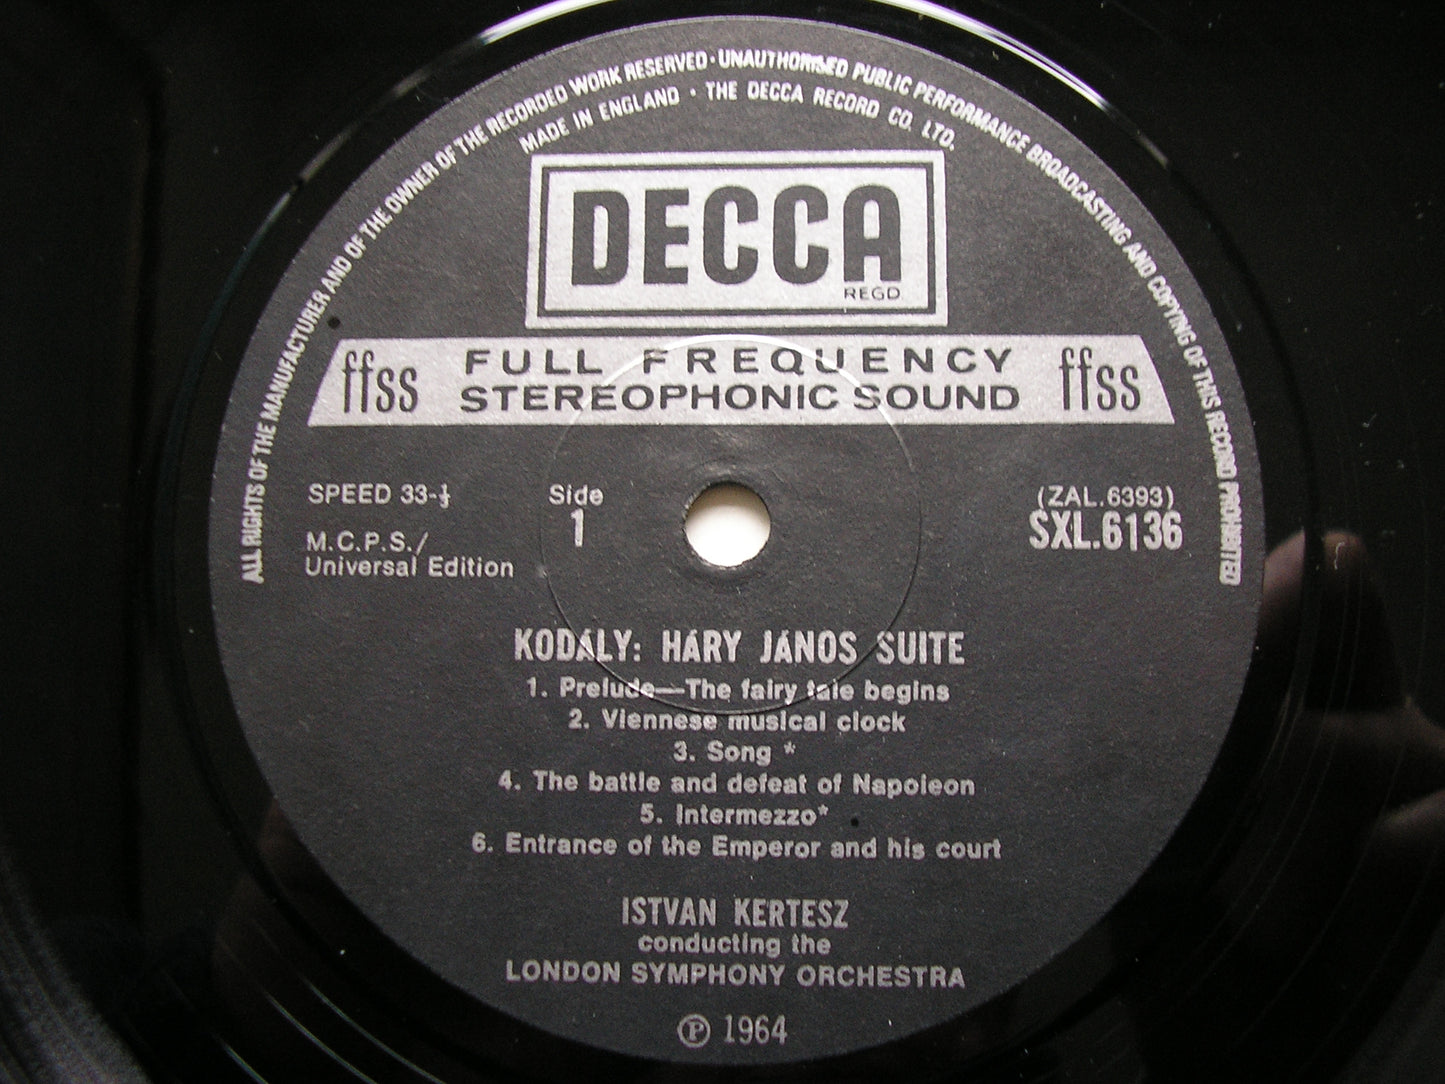 ALL RIGHTS OF THE MANUFACTURER AND OF THE OWNER OF THE RECORDED WORK RESERVED · UNAUTHORISED PUBLIC PERFORMANCE BROADCASTING AND COPYING OF THIS RECORD PROHIBITED
MADE IN ENGLAND · THE DECCA RECORD CO. LTD.
DECCA
REGD
ffss FULL FREQUENCY ffss
STEREOPHONIC SOUND
SPEED 33-⅓ Side (ZAL.6393)
1 SXL.6136
M.C.P.S./
Universal Edition
KODÁLY: HÁRY JÁNOS SUITE
1. Prelude—The fairy tale begins
2. Viennese musical clock
3. Song *
4. The battle and defeat of Napoleon
5. Intermezzo*
6. Entrance of the Emperor and his court
ISTVAN KERTESZ
conducting the
LONDON SYMPHONY ORCHESTRA
Ⓟ 1964